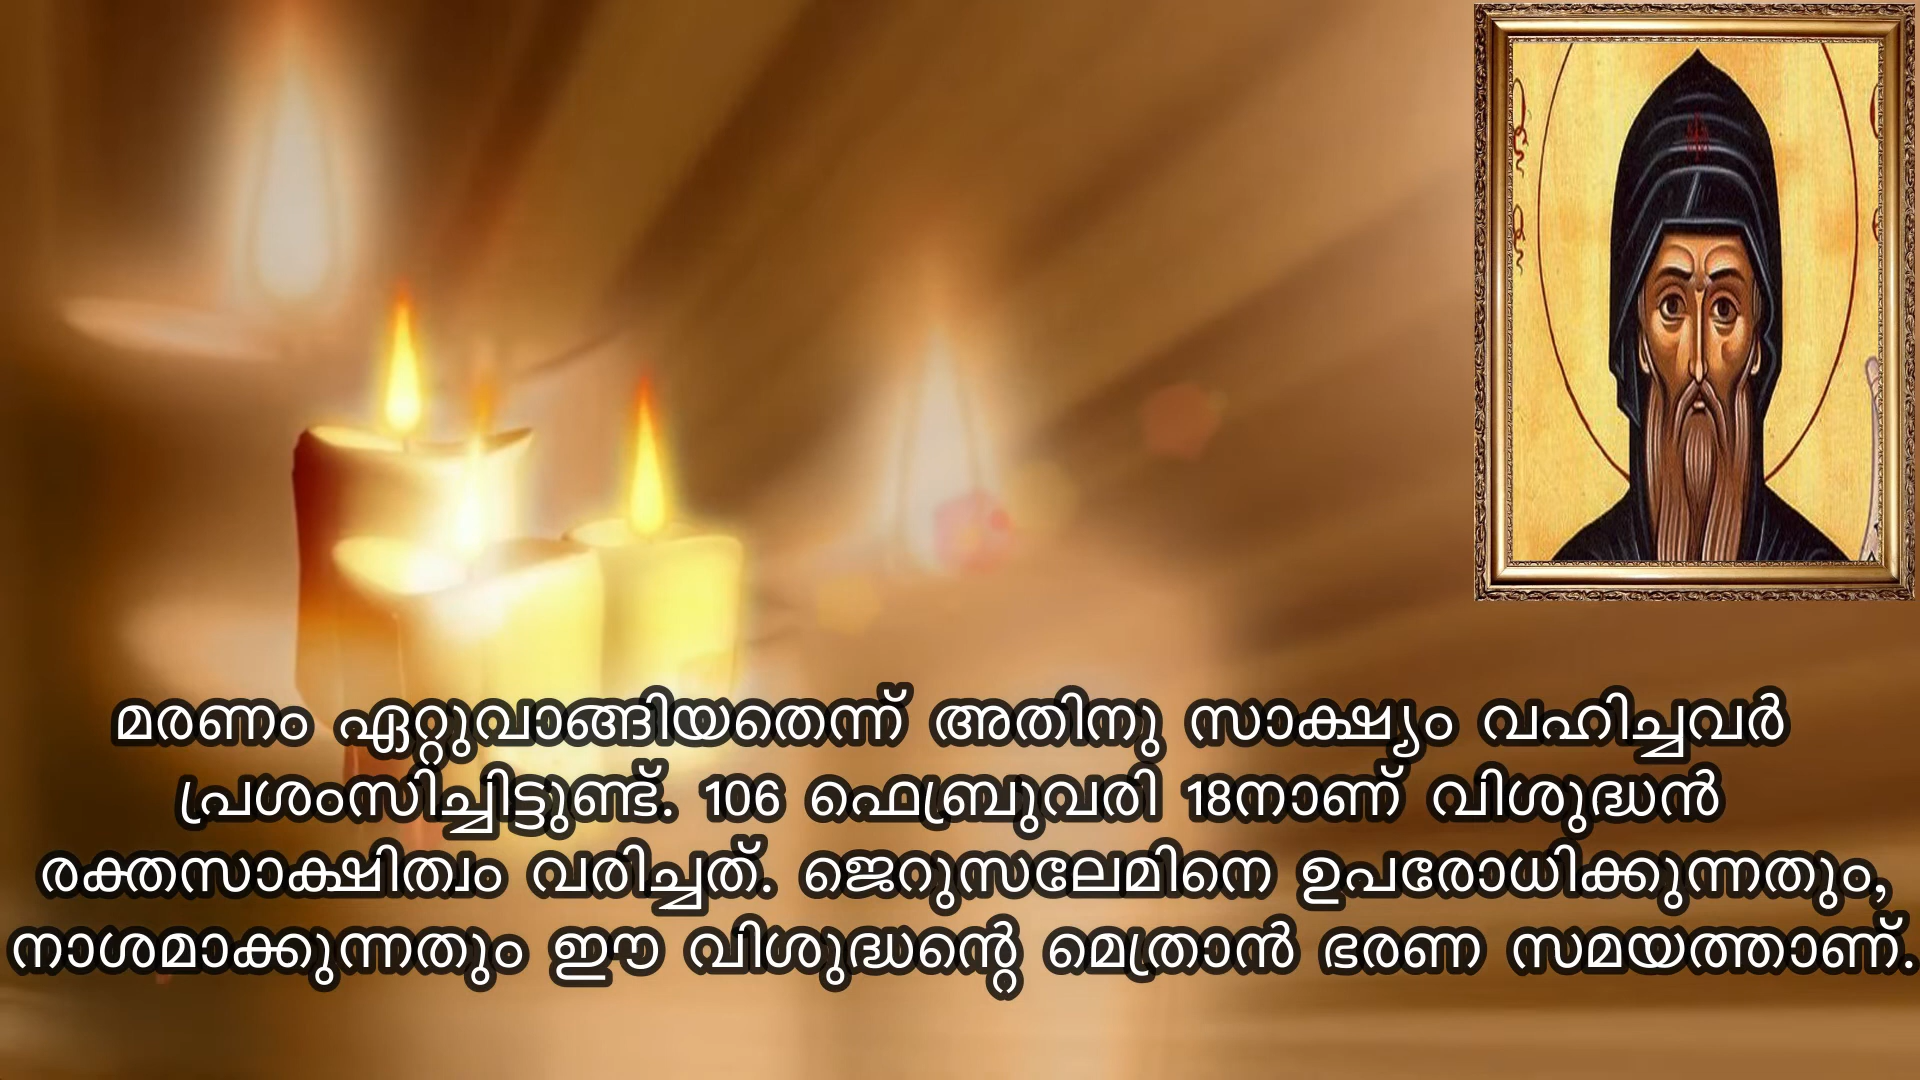 മരണം ഏറ്റുവാങ്ങിയതെന്ന് അതിനു സാക്ഷ്യം വഹിച്ചവർ
പ്രശംസിച്ചിട്ടുണ്ട്. 106 ഫെബ്രുവരി 18നാണ് വിശുദ്ധൻ
രക്തസാക്ഷിത്വം വരിച്ചത്. ജെറുസലേമിനെ ഉപരോധിക്കുന്നതും,
നാശമാക്കുന്നതും ഈ വിശുദ്ധന്റെ മെത്രാൻ ഭരണ സമയത്താണ്.